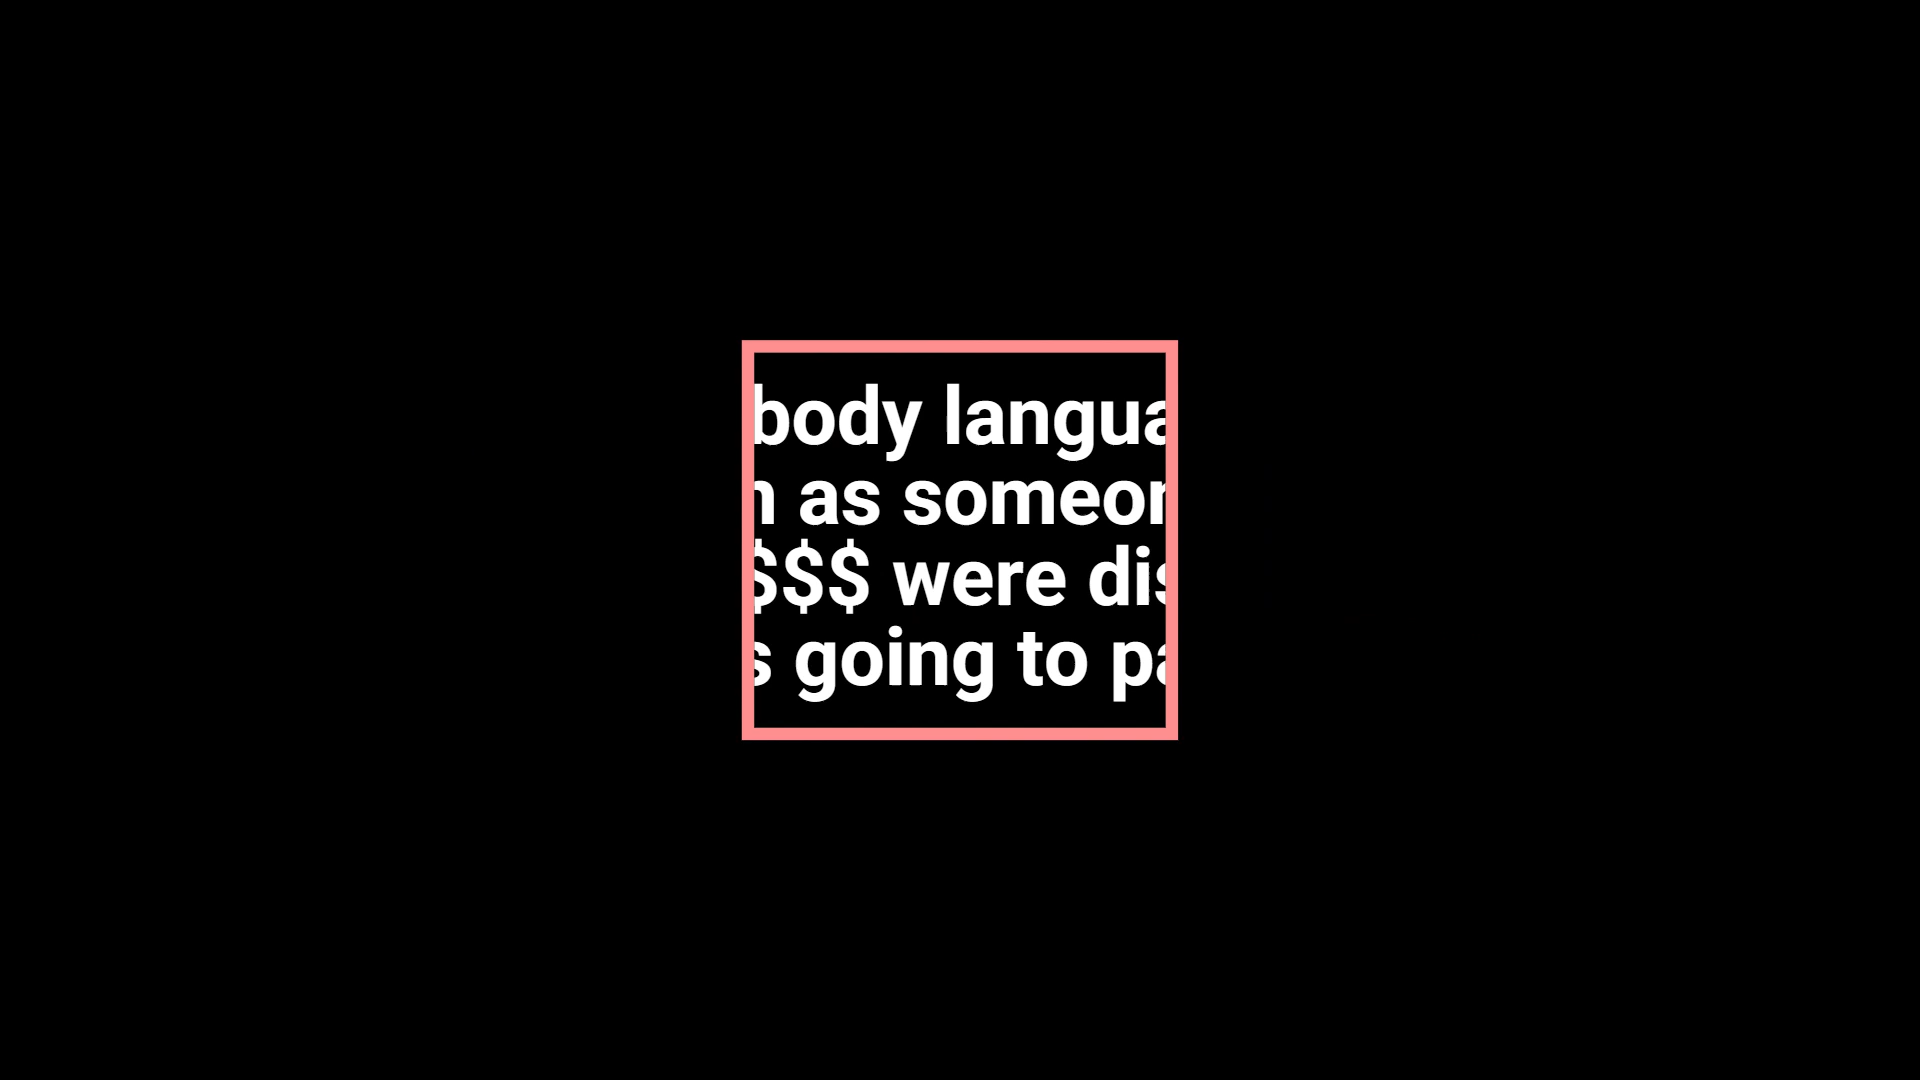 body langua
as someon
$$$ were dis
going to pa